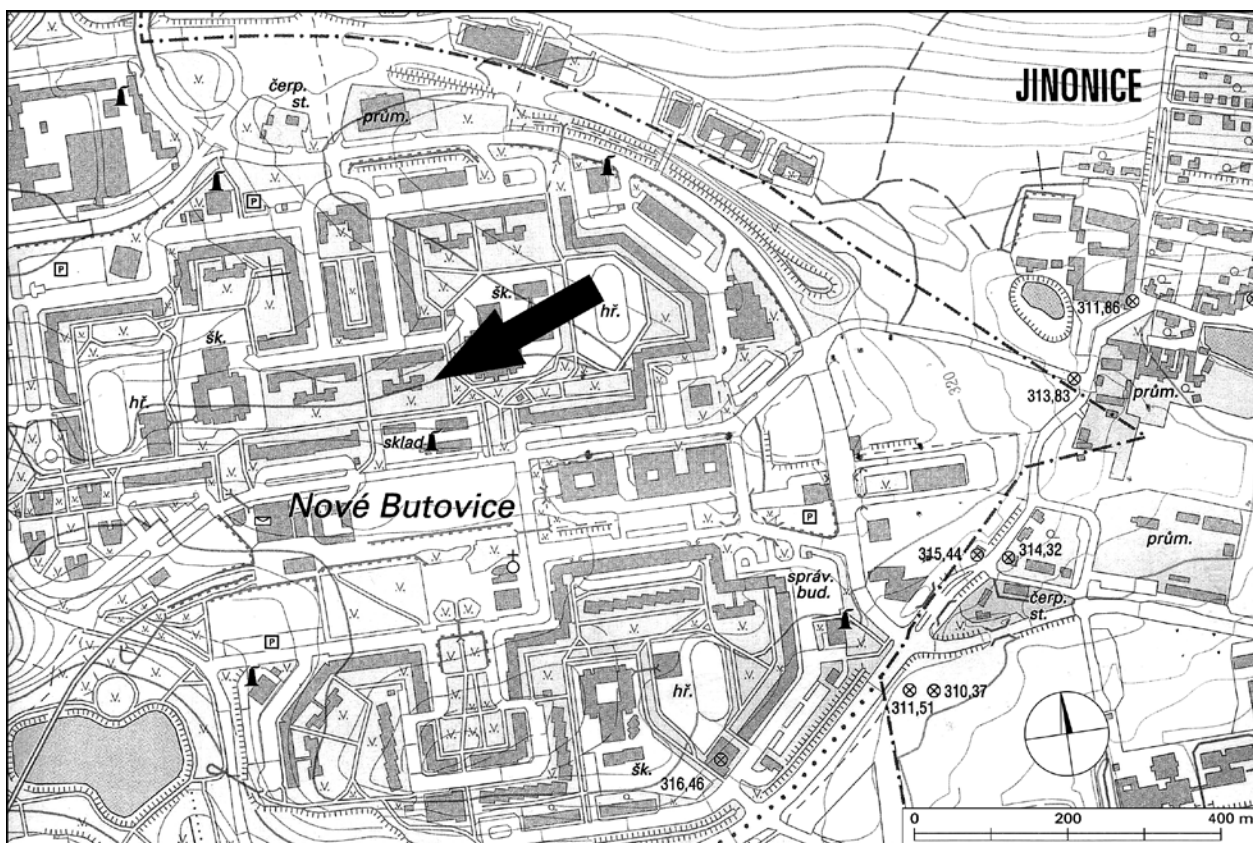 JINONICE
čerp.
st.
prům.
P
P
šk.
hř.
311,86
šk.
320
313,83
prům.
hř.
sklad
Nové Butovice
P
315,44
314,32
prům.
správ.
bud.
čerp.
st.
P
hř.
310,37
311,51
šk.
316,46
0 200 400 m